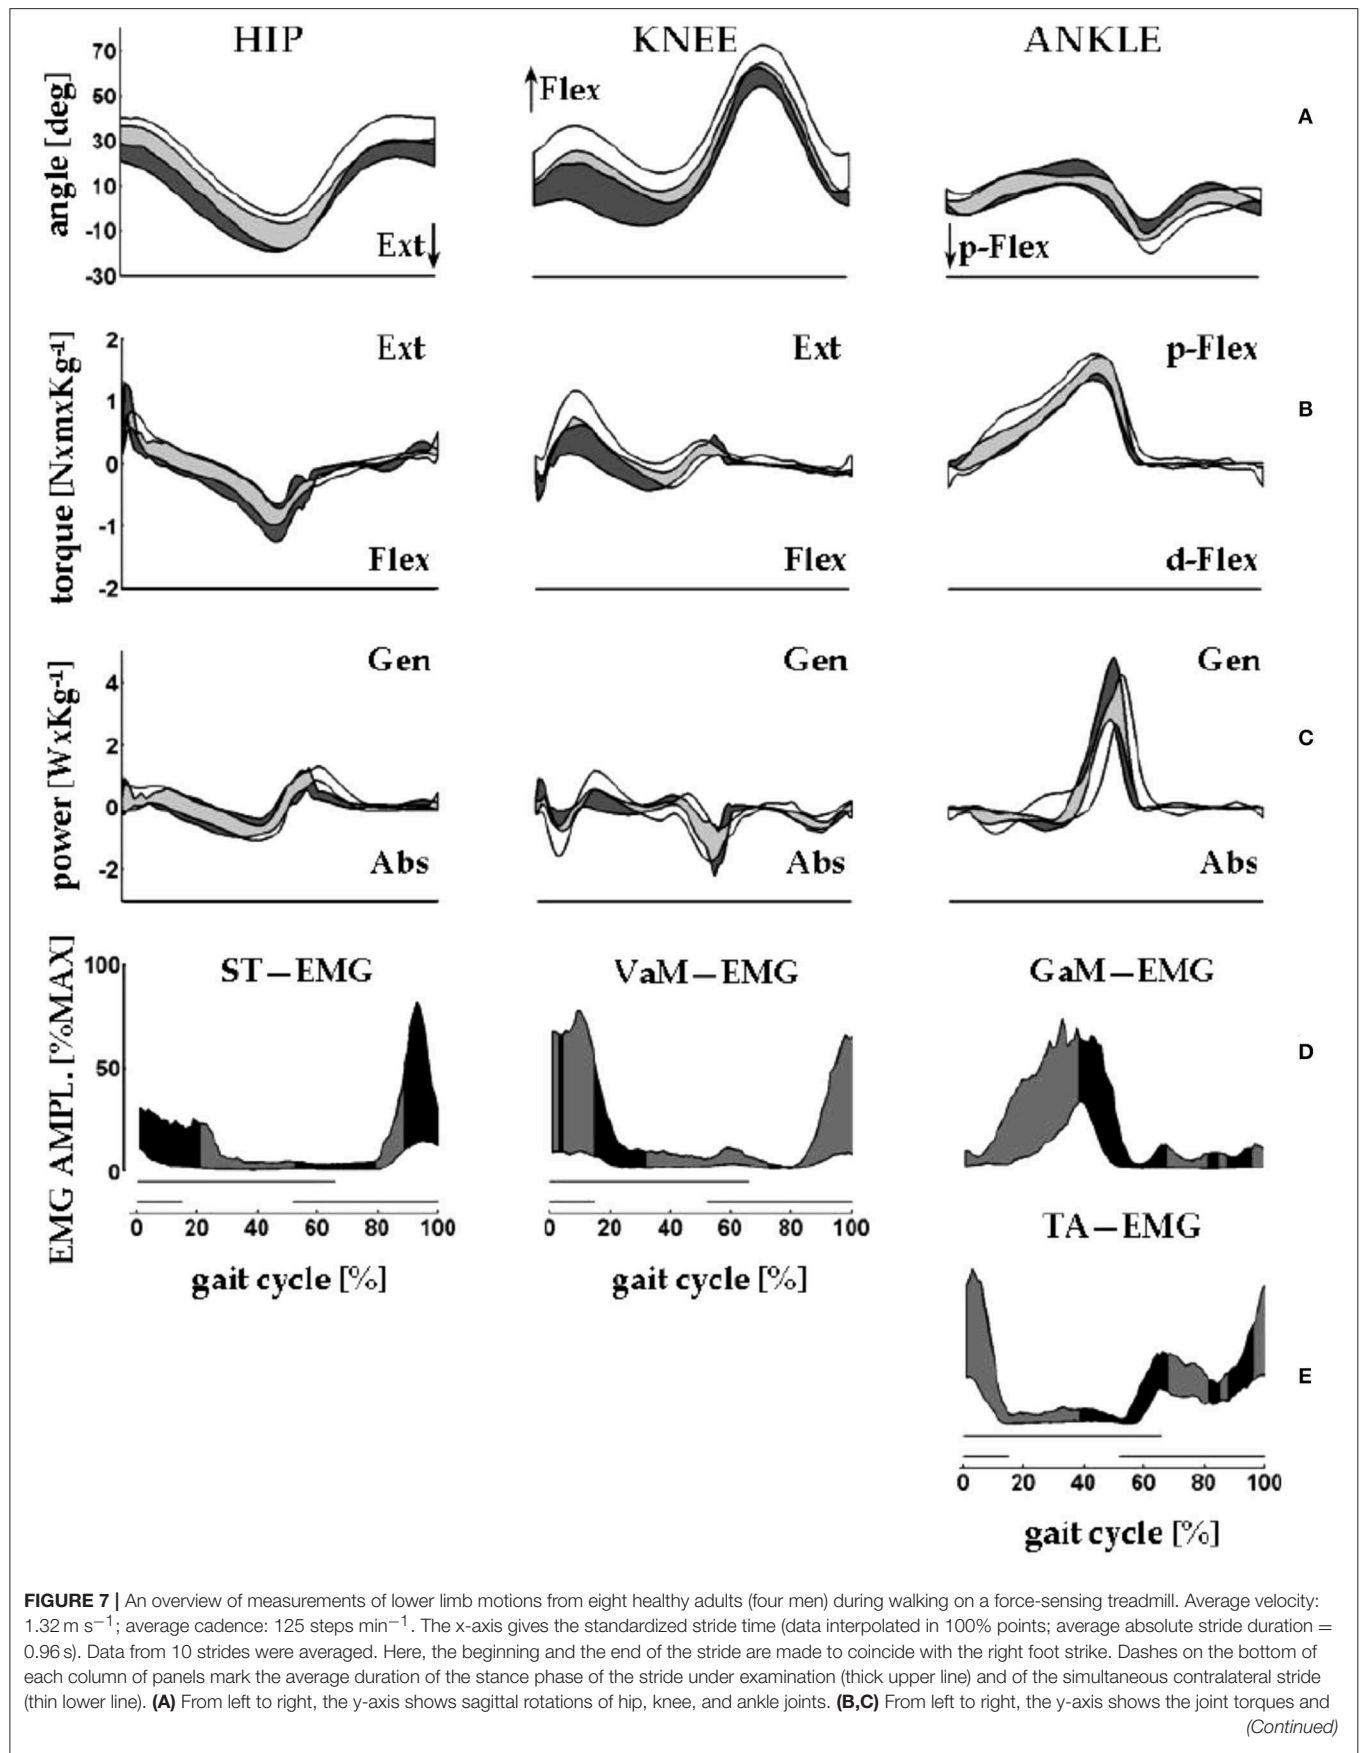 HIP KNEE ANKLE
angle [deg]
70
50
30
10
-10
-30
Ext
Flex
p-Flex
A
torque [NxmxKg-1]
2
1
0
-1
-2
Ext
Flex
Ext
Flex
p-Flex
d-Flex
B
power [WxKg-1]
4
2
0
-2
Gen
Abs
Gen
Abs
Gen
Abs
C
EMG AMPL. [%MAX]
100
50
0
ST–EMG
VaM–EMG
GaM–EMG
D
0 20 40 60 80 100
gait cycle [%]
0 20 40 60 80 100
gait cycle [%]
TA–EMG
E
0 20 40 60 80 100
gait cycle [%]
FIGURE 7 | An overview of measurements of lower limb motions from eight healthy adults (four men) during walking on a force-sensing treadmill. Average velocity:
1.32 m s−1; average cadence: 125 steps min−1. The x-axis gives the standardized stride time (data interpolated in 100% points; average absolute stride duration =
0.96 s). Data from 10 strides were averaged. Here, the beginning and the end of the stride are made to coincide with the right foot strike. Dashes on the bottom of
each column of panels mark the average duration of the stance phase of the stride under examination (thick upper line) and of the simultaneous contralateral stride
(thin lower line). (A) From left to right, the y-axis shows sagittal rotations of hip, knee, and ankle joints. (B,C) From left to right, the y-axis shows the joint torques and
(Continued)